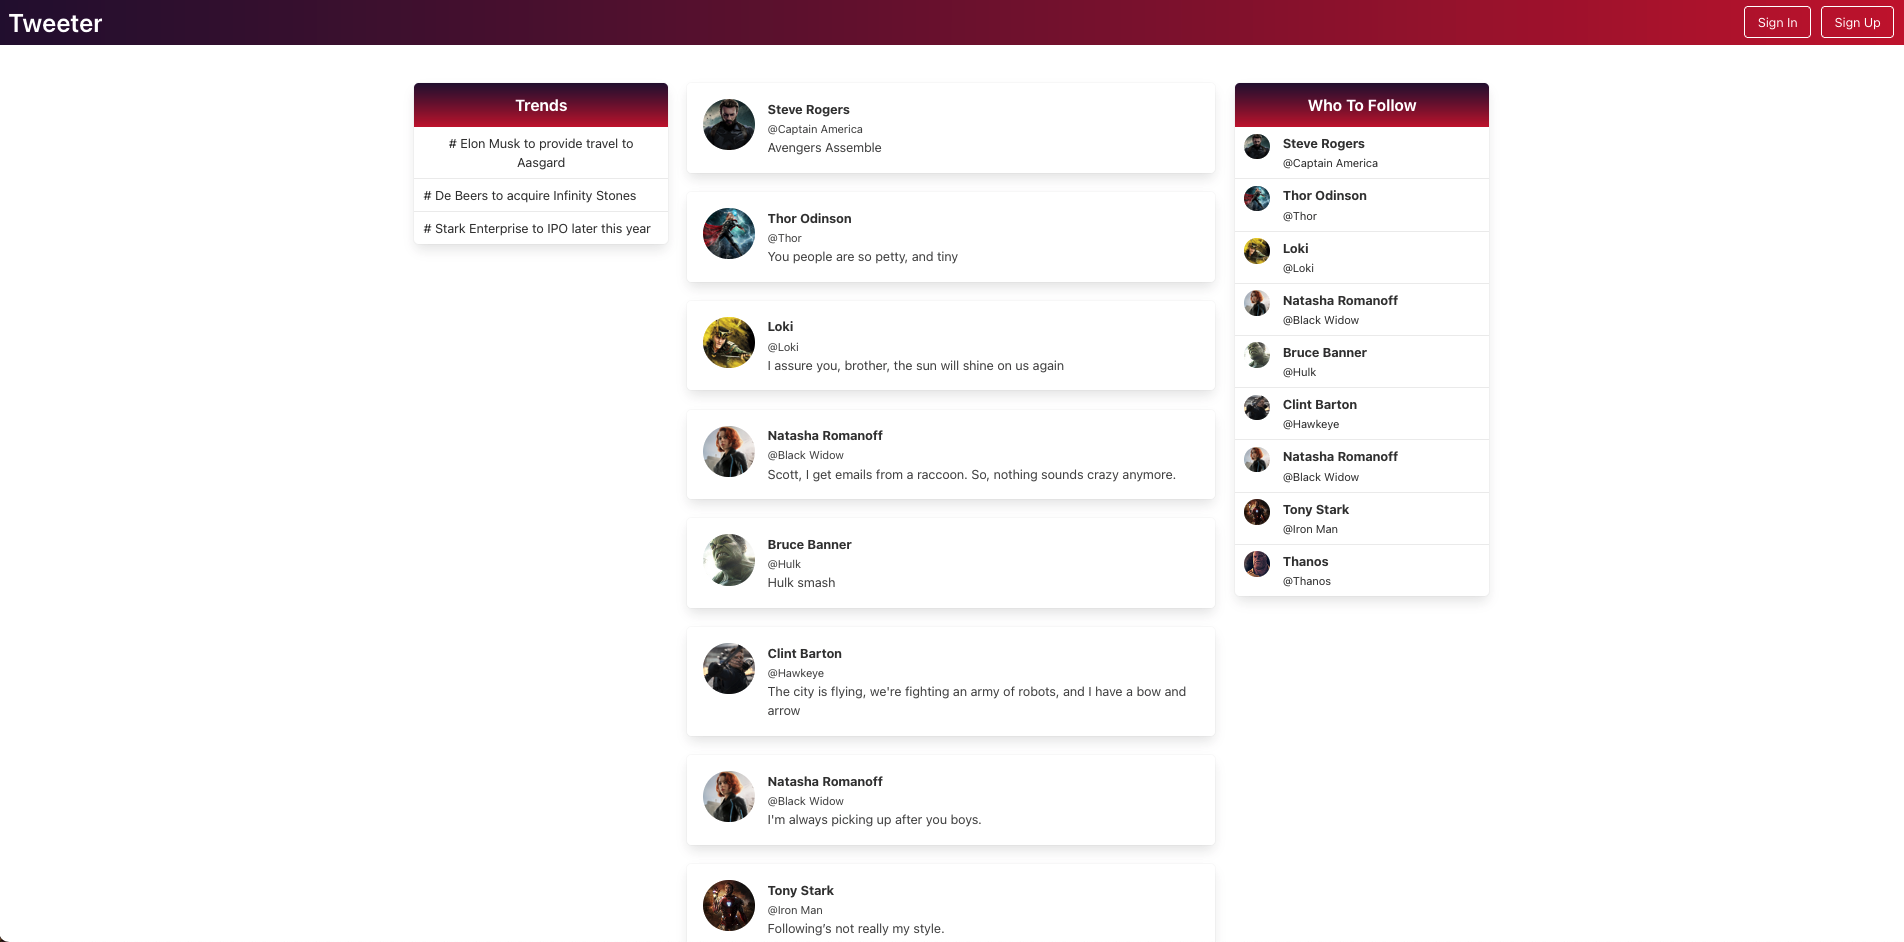 Tweeter
Sign In
Sign Up
Trends
# Elon Musk to provide travel to
Aasgard
# De Beers to acquire Infinity Stones
# Stark Enterprise to IPO later this year
Steve Rogers
@Captain America
Avengers Assemble
Thor Odinson
@Thor
You people are so petty, and tiny
Loki
@Loki
I assure you, brother, the sun will shine on us again
Natasha Romanoff
@Black Widow
Scott, I get emails from a raccoon. So, nothing sounds crazy anymore.
Bruce Banner
@Hulk
Hulk smash
Clint Barton
@Hawkeye
The city is flying, we're fighting an army of robots, and I have a bow and
arrow
Natasha Romanoff
@Black Widow
I'm always picking up after you boys.
Tony Stark
@Iron Man
Following’s not really my style.
Who To Follow
Steve Rogers
@Captain America
Thor Odinson
@Thor
Loki
@Loki
Natasha Romanoff
@Black Widow
Bruce Banner
@Hulk
Clint Barton
@Hawkeye
Natasha Romanoff
@Black Widow
Tony Stark
@Iron Man
Thanos
@Thanos